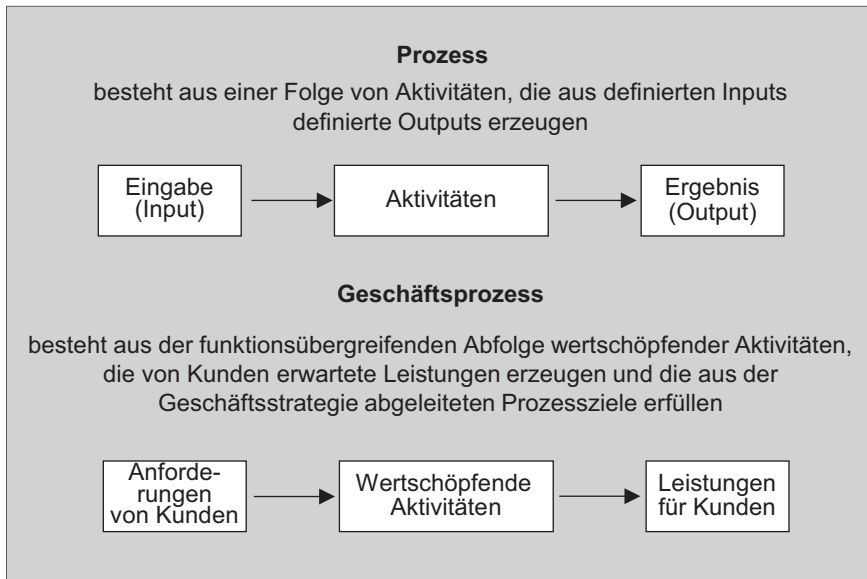 Prozess
besteht aus einer Folge von Aktivitäten, die aus definierten Inputs
definierte Outputs erzeugen
Eingabe
(Input)
Aktivitäten
Ergebnis
(Output)
Geschäftsprozess
besteht aus der funktionsübergreifenden Abfolge wertschöpfender Aktivitäten,
die von Kunden erwartete Leistungen erzeugen und die aus der
Geschäftsstrategie abgeleiteten Prozessziele erfüllen
Anforde-
rungen
von Kunden
Wertschöpfende
Aktivitäten
Leistungen
für Kunden